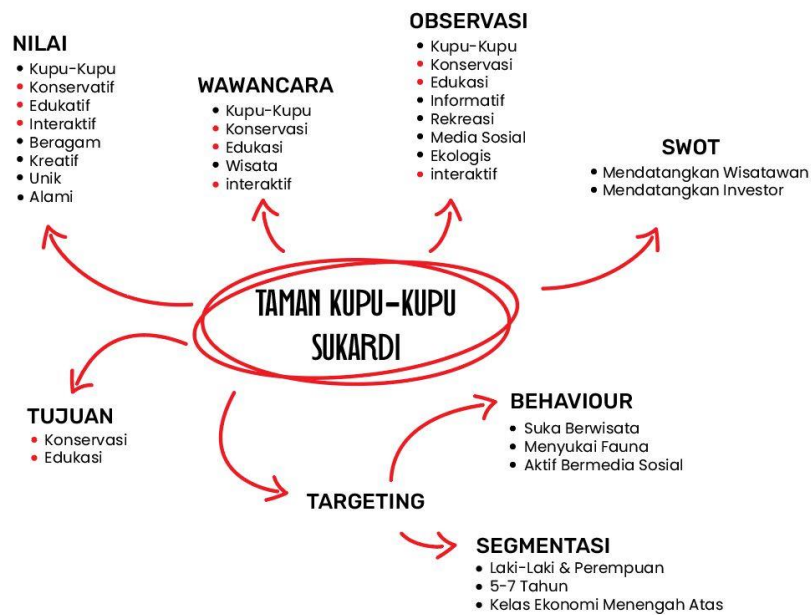 NILAI
• Kupu-Kupu
• Konservatif
• Edukatif
• Interaktif
• Beragam
• Kreatif
• Unik
• Alami
WAWANCARA
• Kupu-Kupu
• Konservasi
• Edukasi
• Wisata
• interaktif
OBSERVASI
• Kupu-Kupu
• Konservasi
• Edukasi
• Informatif
• Rekreasi
• Media Sosial
• Ekologis
• interaktif
SWOT
• Mendatangkan Wisatawan
• Mendatangkan Investor
TAMAN KUPU-KUPU
SUKARDI
TUJUAN
• Konservasi
• Edukasi
TARGETING
BEHAVIOUR
• Suka Berwisata
• Menyukai Fauna
• Aktif Bermedia Sosial
SEGMENTASI
• Laki-Laki & Perempuan
• 5-7 Tahun
• Kelas Ekonomi Menengah Atas